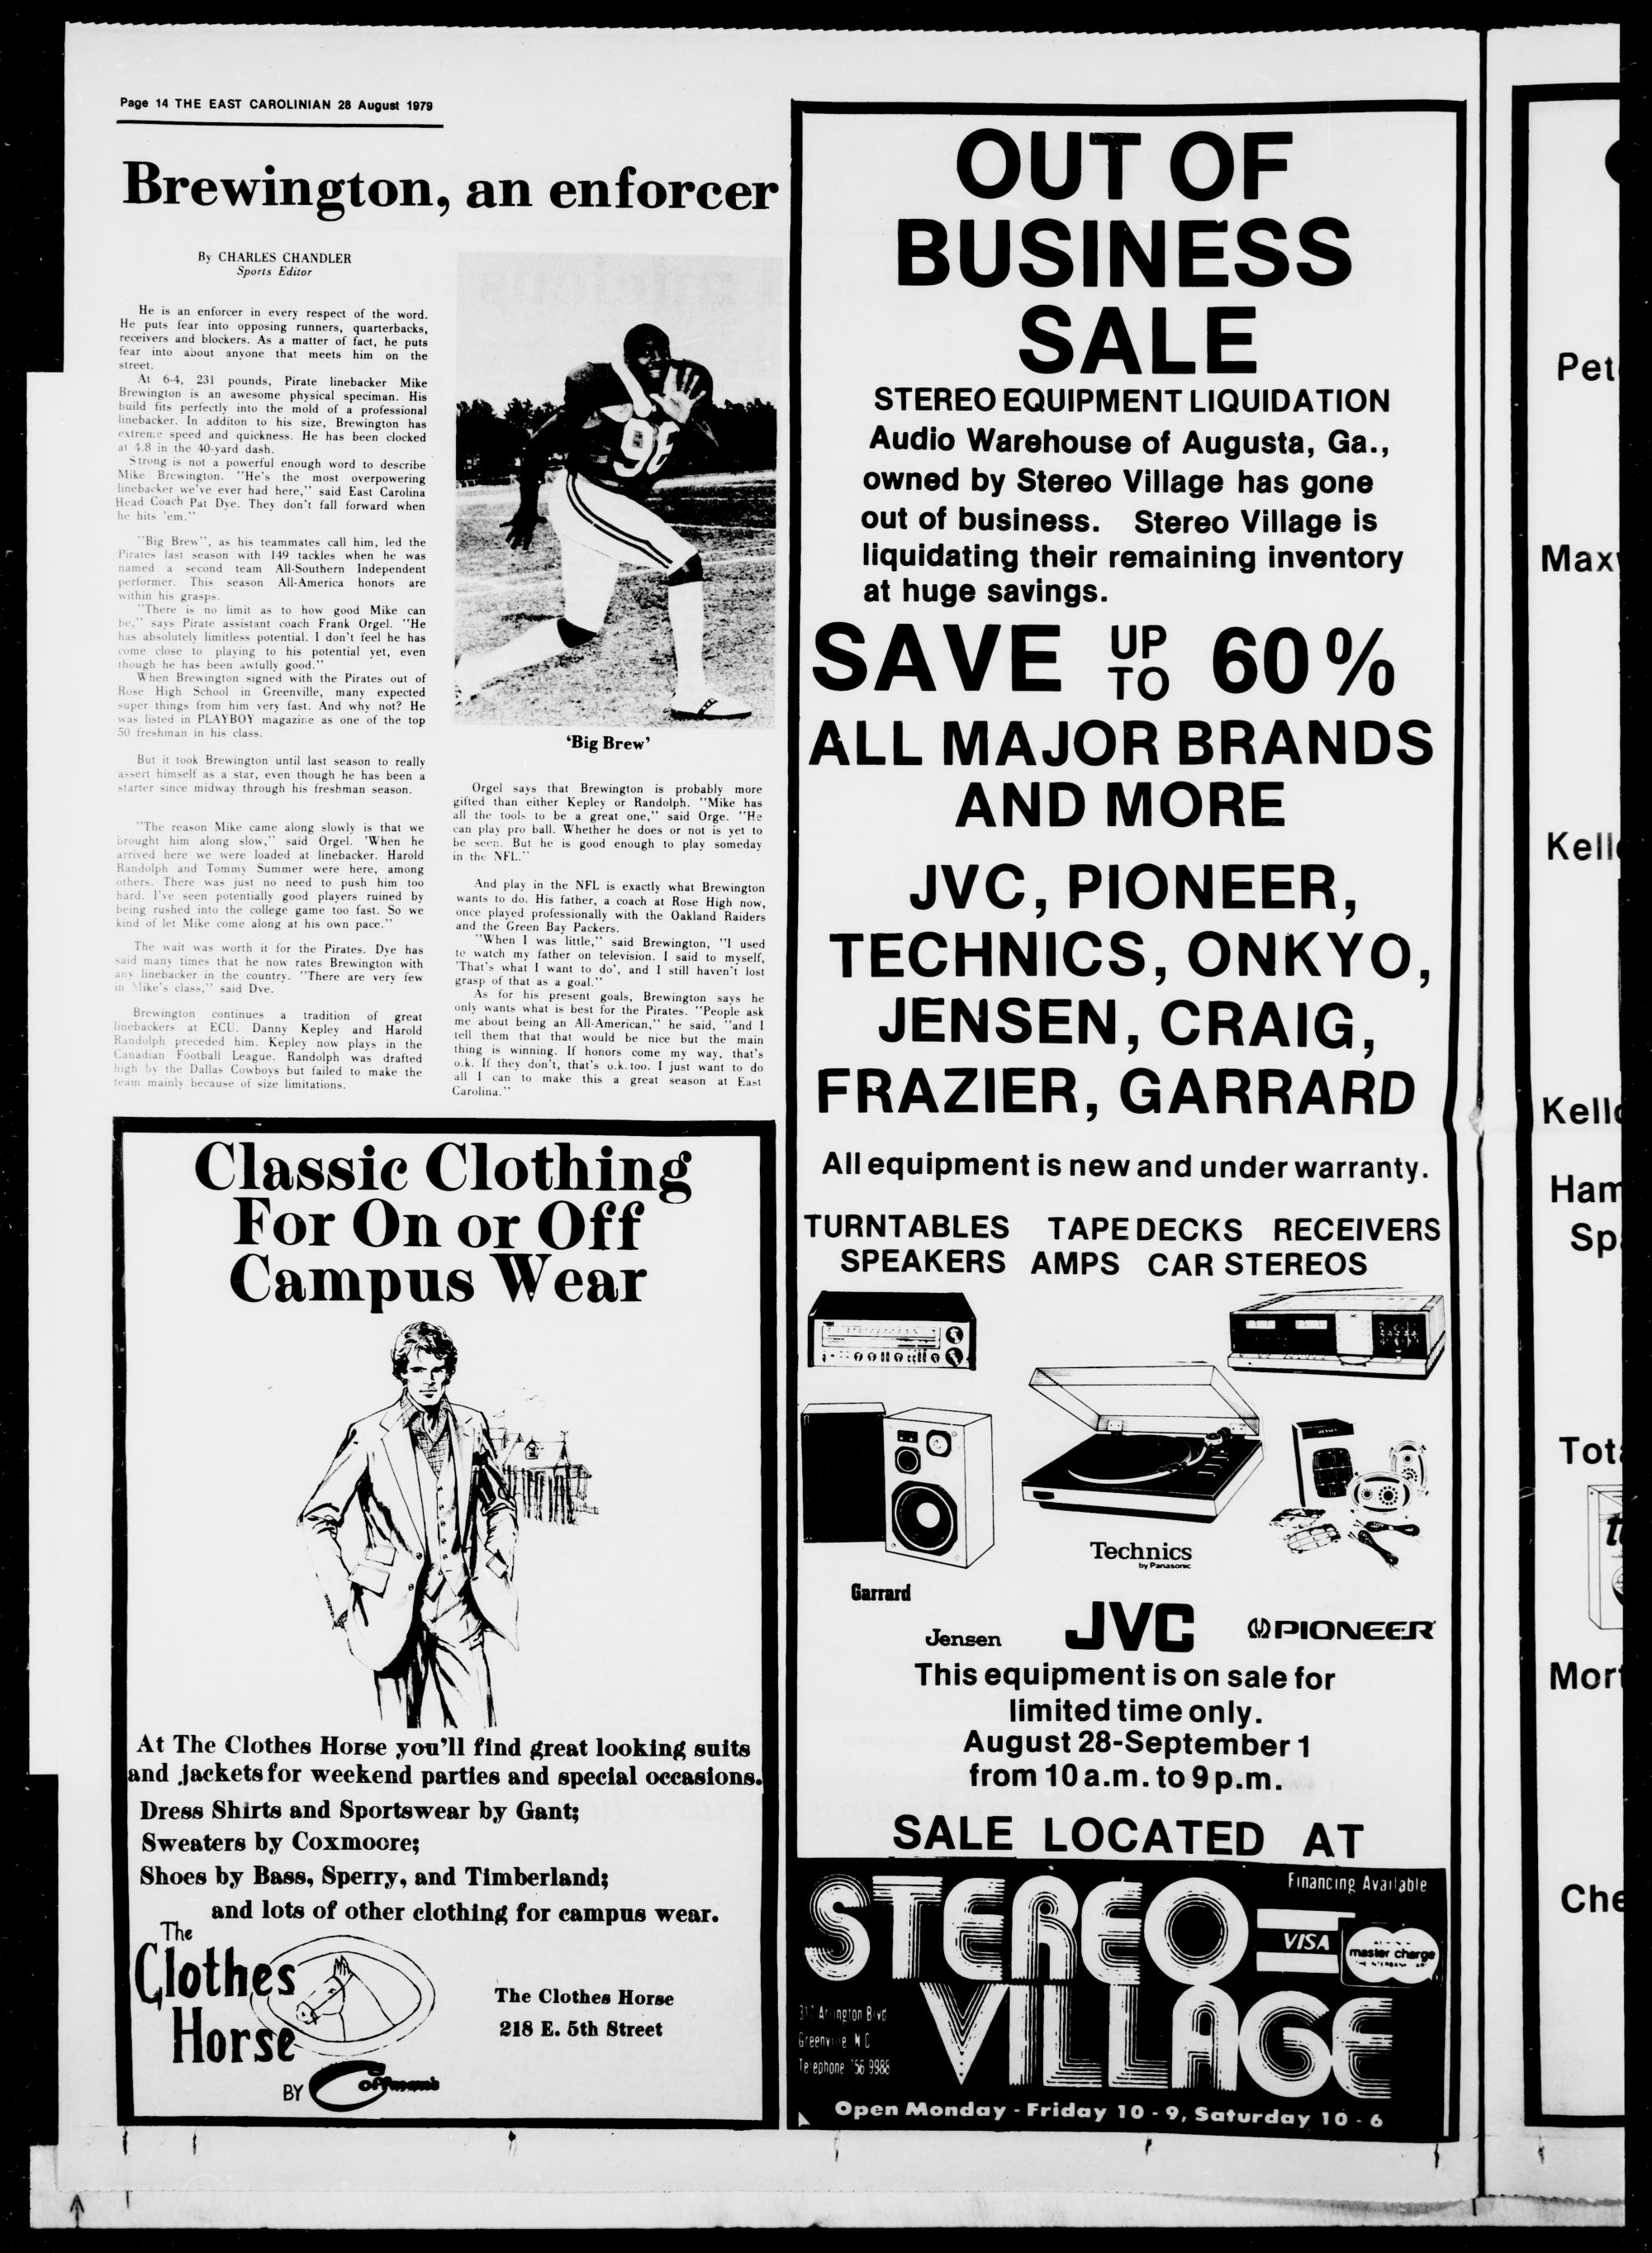 Page 14 THE EAST CAROLINIAN 28 August 1979
Brewington, an enforcer
By CHARLES CHANDLER
Sports Editor
He is an enforcer in every respect of the word.
He puts fear into opposing runners, quarterbacks,
receivers and blockers. As a matter of fact, he puts
fear into about anyone that meets him on the
street.
At 6-4, 231 pounds, Pirate linebacker Mike
Brewington is an awesome physical speciman. His
build fits perfectly into the mold of a professional
linebacker. In additon to his size, Brewington has
extreme speed and quickness. He has been clocked
at 4.8 in the 40-yard dash.
Strong is not a powerful enough word to describe
Mike Brewington. "He's the most overpowering
linebacker we've ever had here," said East Carolina
Head Coach Pat Dye. They don't fall forward when
he hits 'em."
"Big Brew", as his teammates call him, led the
Pirates last season with 149 tackles when he was
named a second team All-Southern Independent
performer. This season All-America honors are
within his grasps.
"There is no limit as to how good Mike can
be," says Pirate assistant coach Frank Orgel. "He
has absolutely limitless potential. I don't feel he has
come close to playing to his potential yet, even
though he has been awfully good."
When Brewington signed with the Pirates out of
Rose High School in Greenville, many expected
super things from him very fast. And why not? He
was listed in PLAYBOY magazine as one of the top
50 freshman in his class.
But it took Brewington until last season to really
assert himself as a star, even though he has been a
starter since midway through his freshman season.
"The reason Mike came along slowly is that we
brought him along slow," said Orgel. 'When he
arrived here we were loaded at linebacker. Harold
Randolph and Tommy Summer were here, among
others. There was just no need to push him too
hard. I've seen potentially good players ruined by
being rushed into the college game too fast. So we
kind of let Mike come along at his own pace."
The wait was worth it for the Pirates. Dye has
said many times that he now rates Brewington with
any linebacker in the country. "There are very few
in Mike's class," said Dye.
Brewington continues a tradition of great
linebackers at ECU. Danny Kepley and Harold
Randolph preceded him. Kepley now plays in the
Canadian Football League. Randolph was drafted
high by the Dallas Cowboys but failed to make the
team mainly because of size limitations.
96
'Big Brew'
Orgel says that Brewington is probably more
gifted than either Kepley or Randolph. "Mike has
all the tools to be a great one," said Orge. "He
can play pro ball. Whether he does or not is yet to
be seen. But he is good enough to play someday
in the NFL."
And play in the NFL is exactly what Brewington
wants to do. His father, a coach at Rose High now,
once played professionally with the Oakland Raiders
and the Green Bay Packers.
"When I was little," said Brewington, "I used
to watch my father on television. I said to myself,
'That's what I want to do', and I still haven't lost
grasp of that as a goal."
As for his present goals, Brewington says he
only wants what is best for the Pirates. "People ask
me about being an All-American," he said, "and I
tell them that that would be nice but the main
thing is winning. If honors come my way, that's
o.k. If they don't, that's o.k. too. I just want to do
all I can to make this a great season at East
Carolina."
Classic Clothing
For On or Off
Campus Wear
At The Clothes Horse you'll find great looking suits
and jackets for weekend parties and special occasions.
Dress Shirts and Sportswear by Gant;
Sweaters by Coxmoore;
Shoes by Bass, Sperry, and Timberland;
and lots of other clothing for campus wear.
The
Clothes
Horse
BY Coffman's
The Clothes Horse
218 E. 5th Street
OUT OF
BUSINESS
SALE
STEREO EQUIPMENT LIQUIDATION
Audio Warehouse of Augusta, Ga.,
owned by Stereo Village has gone
out of business. Stereo Village is
liquidating their remaining inventory
at huge savings.
SAVE UP TO 60%
ALL MAJOR BRANDS
AND MORE
JVC, PIONEER,
TECHNICS, ONKYO,
JENSEN, CRAIG,
FRAZIER, GARRARD
All equipment is new and under warranty.
TURNTABLES TAPE DECKS RECEIVERS
SPEAKERS AMPS CAR STEREOS
JENSEN
Technics
by Panasonic
Garrard
Jensen
JVC
PIONEER
This equipment is on sale for
limited time only.
August 28-September 1
from 10 a.m. to 9 p.m.
SALE LOCATED AT
Financing Available
STEREO
VISA
master charge
VILLAGE
Arlington Blvd
Greenville N C
Telephone 756 9988
Open Monday - Friday 10 - 9, Saturday 10 - 6
Pet
Max
Kell
Kello
Ham
Sp
Tot
Mor
Che